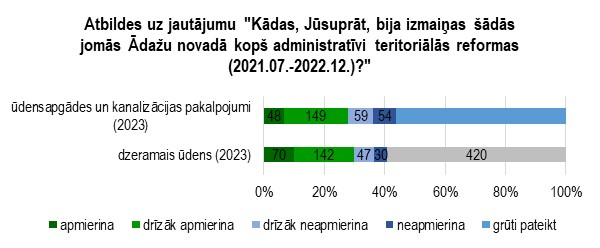 Atbildes uz jautājumu "Kādas, Jūsuprāt, bija izmaiņas šādās
jomās Ādažu novadā kopš administratīvi teritoriālās reformas
(2021.07.-2022.12.)?"
ūdensapgādes un kanalizācijas pakalpojumi
(2023)
48 149 59 54
dzeramais ūdens (2023)
70 142 47 30 420
0% 20% 40% 60% 80% 100%
apmierina drīzāk apmierina drīzāk neapmierina neapmierina grūti pateikt